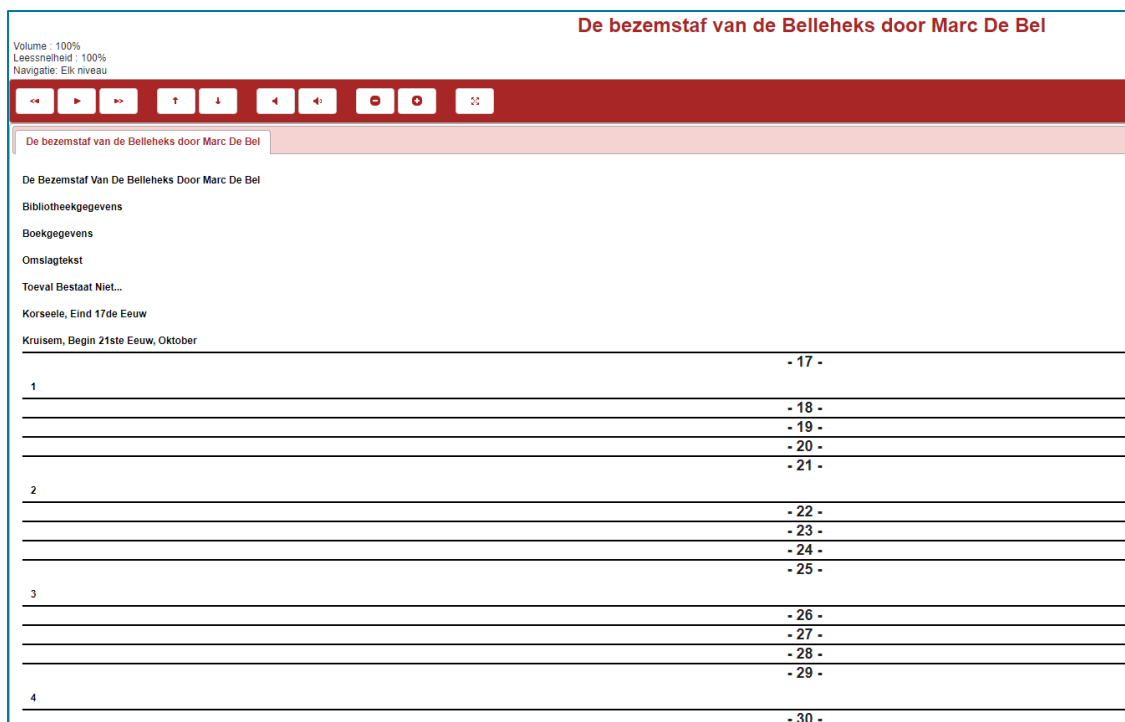 De bezemstaf van de Belleheks door Marc De Bel
Volume : 100%
Leessnelheid : 100%
Navigatie: Elk niveau
De bezemstaf van de Belleheks door Marc De Bel
De Bezemstaf Van De Belleheks Door Marc De Bel
Bibliotheekgegevens
Boekgegevens
Omslagtekst
Toeval Bestaat Niet...
Korseele, Eind 17de Eeuw
Kruisem, Begin 21ste Eeuw, Oktober
- 17 -
1
- 18 -
- 19 -
- 20 -
- 21 -
2
- 22 -
- 23 -
- 24 -
- 25 -
3
- 26 -
- 27 -
- 28 -
- 29 -
4
- 30 -